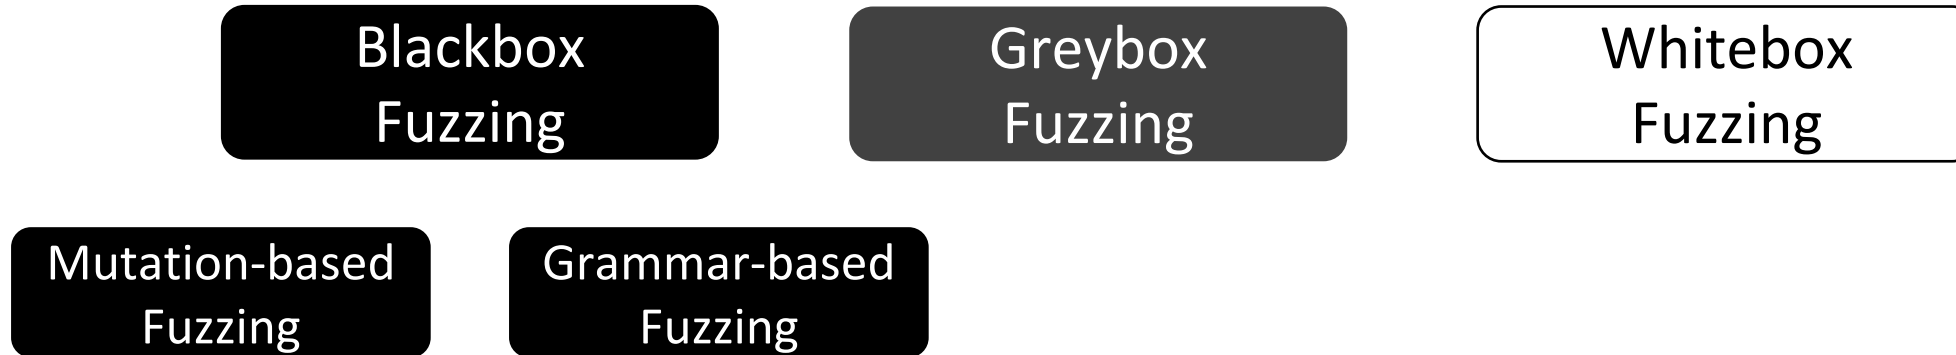 Blackbox
Fuzzing
Greybox
Fuzzing
Whitebox
Fuzzing
Mutation-based
Fuzzing
Grammar-based
Fuzzing